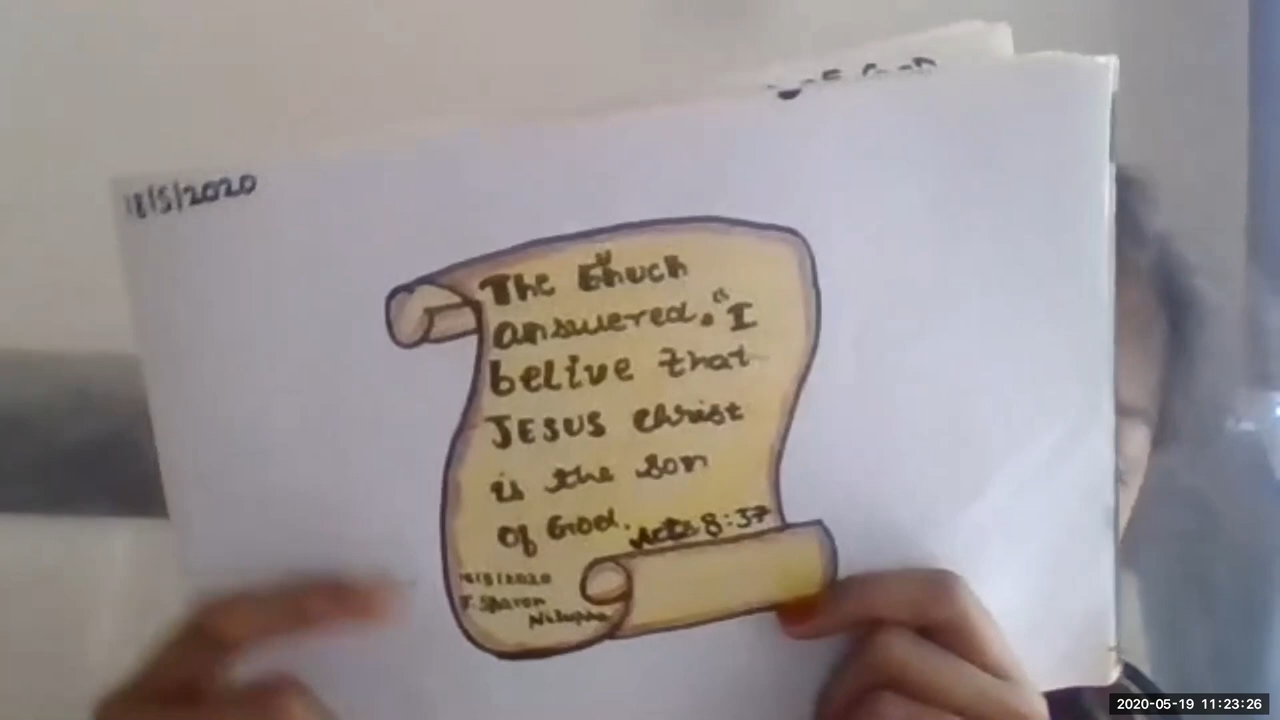 18/5/2020
The Enuch
answered, "I
belive that
JESUS Christ
is the son
of God. Acts 8:37
18/5/2020
T. Sharon
2020-05-19 11:23:26